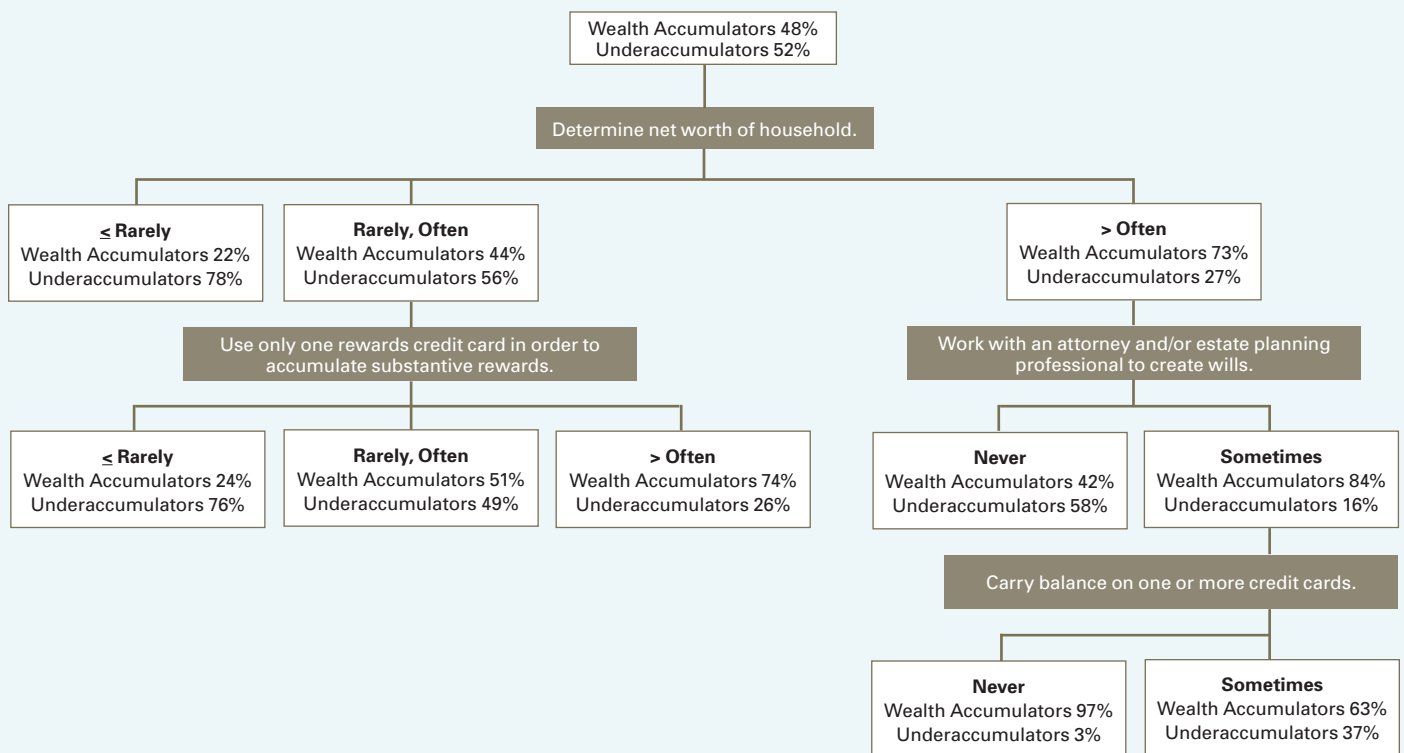 Wealth Accumulators 48%
Underaccumulators 52%
Determine net worth of household.
≤ Rarely
Wealth Accumulators 22%
Underaccumulators 78%
Rarely, Often
Wealth Accumulators 44%
Underaccumulators 56%
> Often
Wealth Accumulators 73%
Underaccumulators 27%
Use only one rewards credit card in order to
accumulate substantive rewards.
Work with an attorney and/or estate planning
professional to create wills.
≤ Rarely
Wealth Accumulators 24%
Underaccumulators 76%
Rarely, Often
Wealth Accumulators 51%
Underaccumulators 49%
> Often
Wealth Accumulators 74%
Underaccumulators 26%
Never
Wealth Accumulators 42%
Underaccumulators 58%
Sometimes
Wealth Accumulators 84%
Underaccumulators 16%
Carry balance on one or more credit cards.
Never
Wealth Accumulators 97%
Underaccumulators 3%
Sometimes
Wealth Accumulators 63%
Underaccumulators 37%